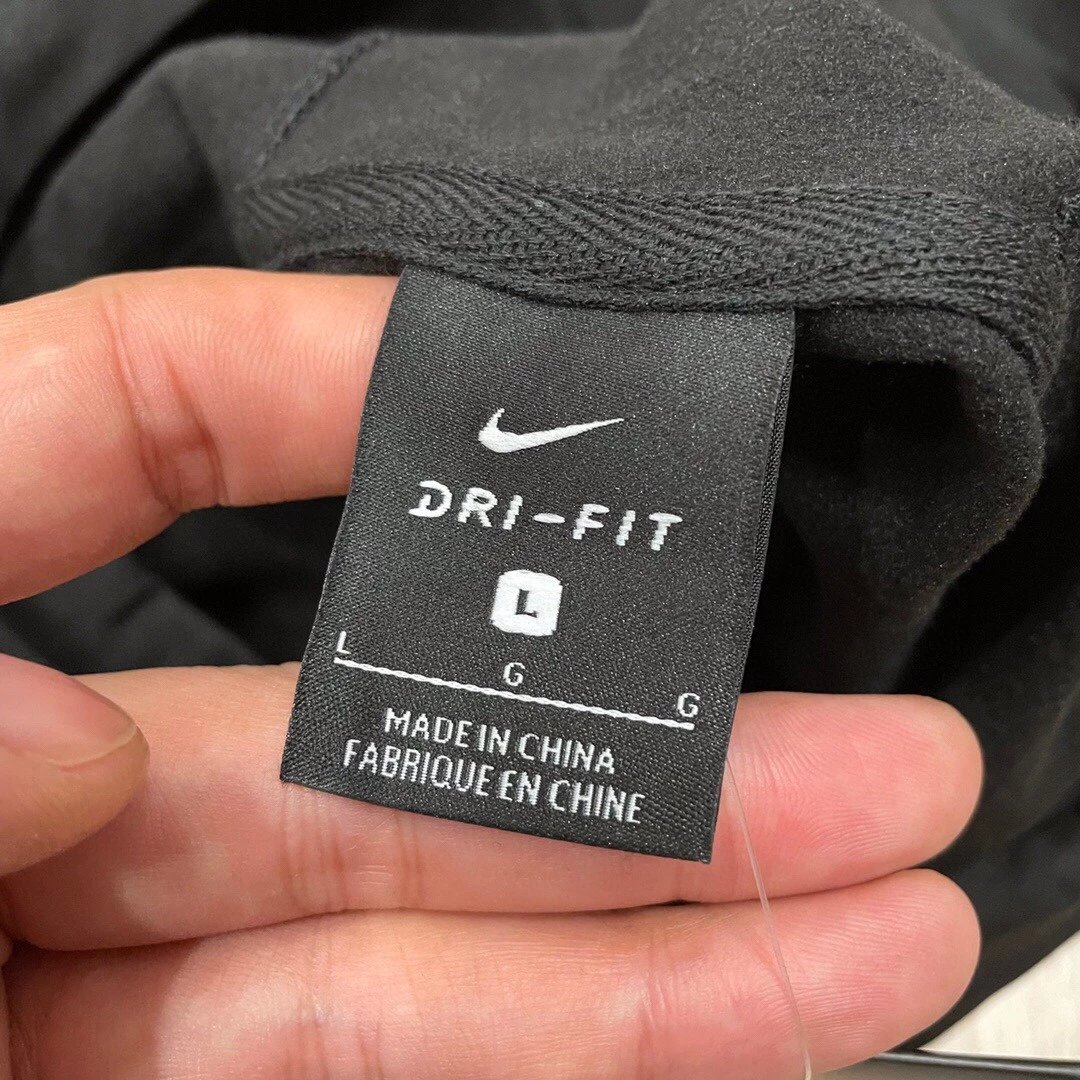 DRI-FIT
L
L G G
MADE IN CHINA
FABRIQUE EN CHINE